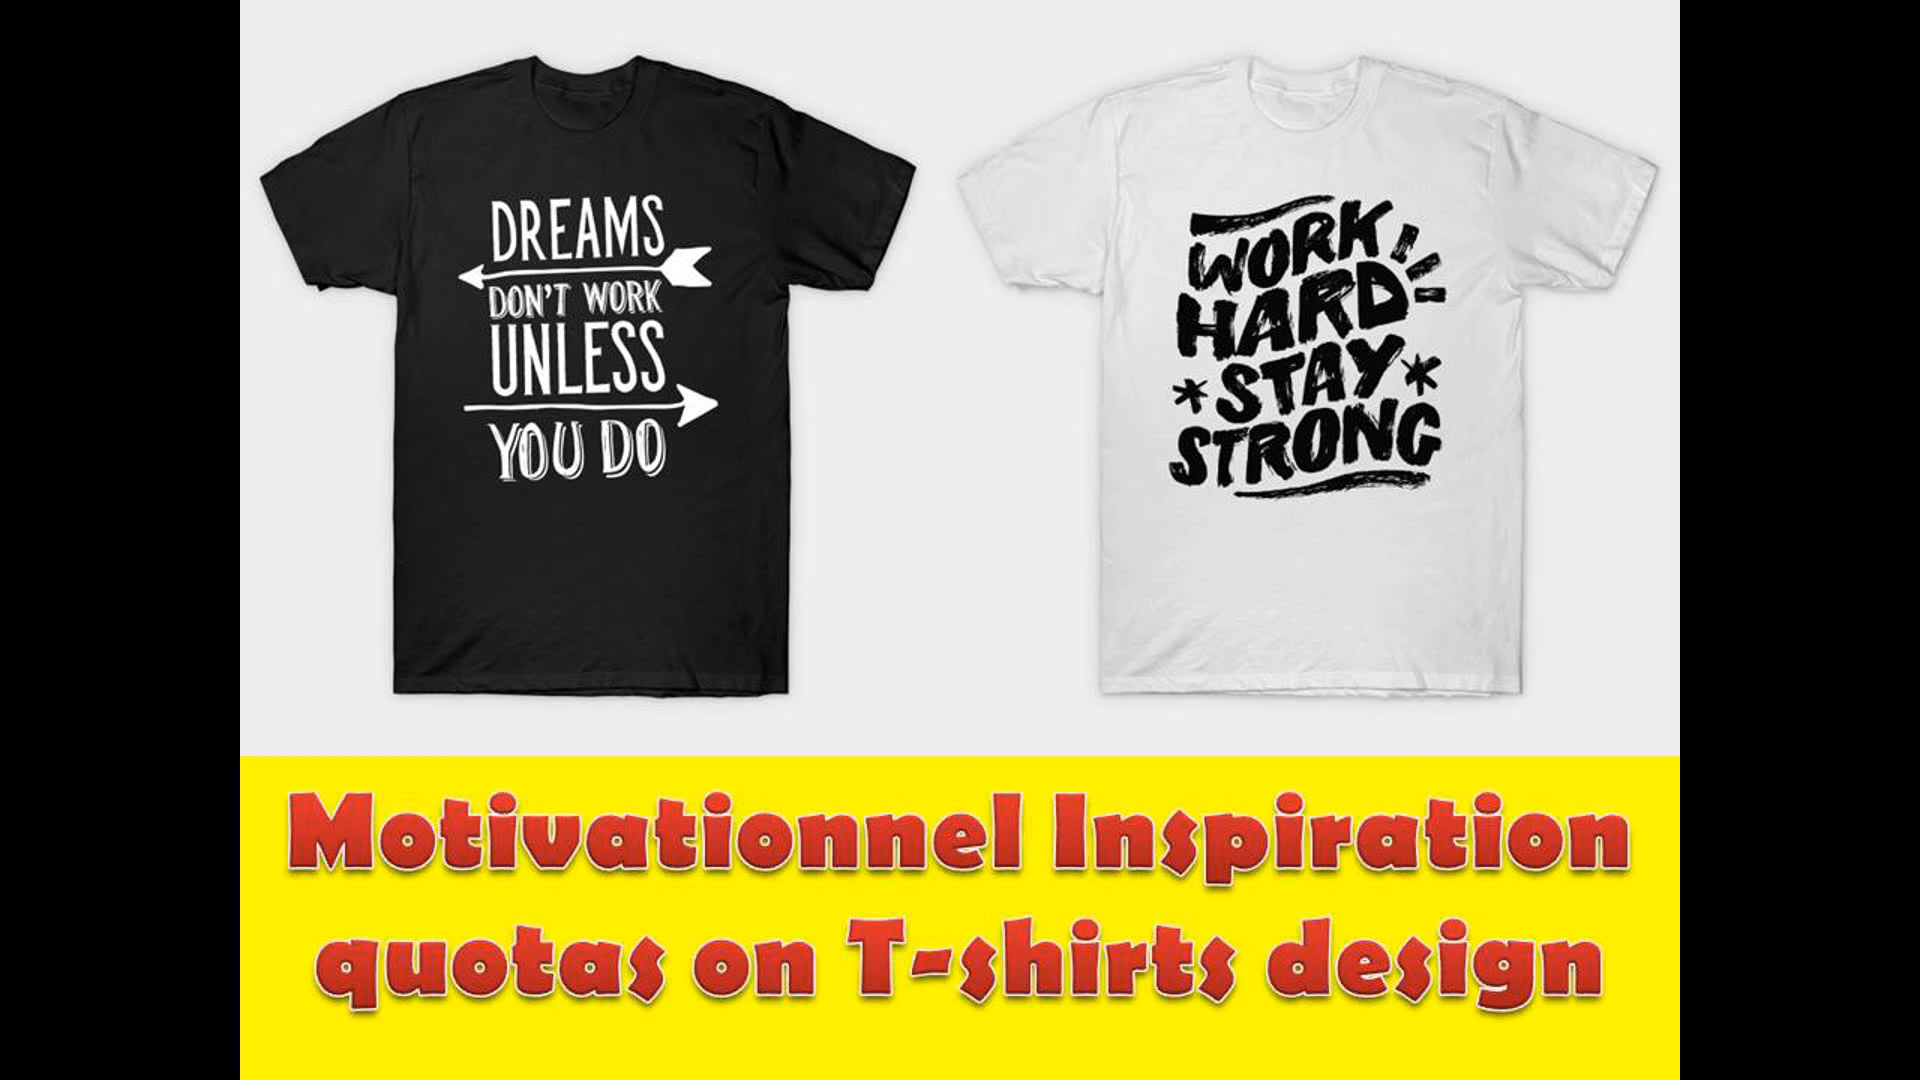 DREAMS
DON'T WORK
UNLESS
YOU DO
WORK
HARD
STAY
STRONG
Motivationnel Inspiration
quotas on T-shirts design